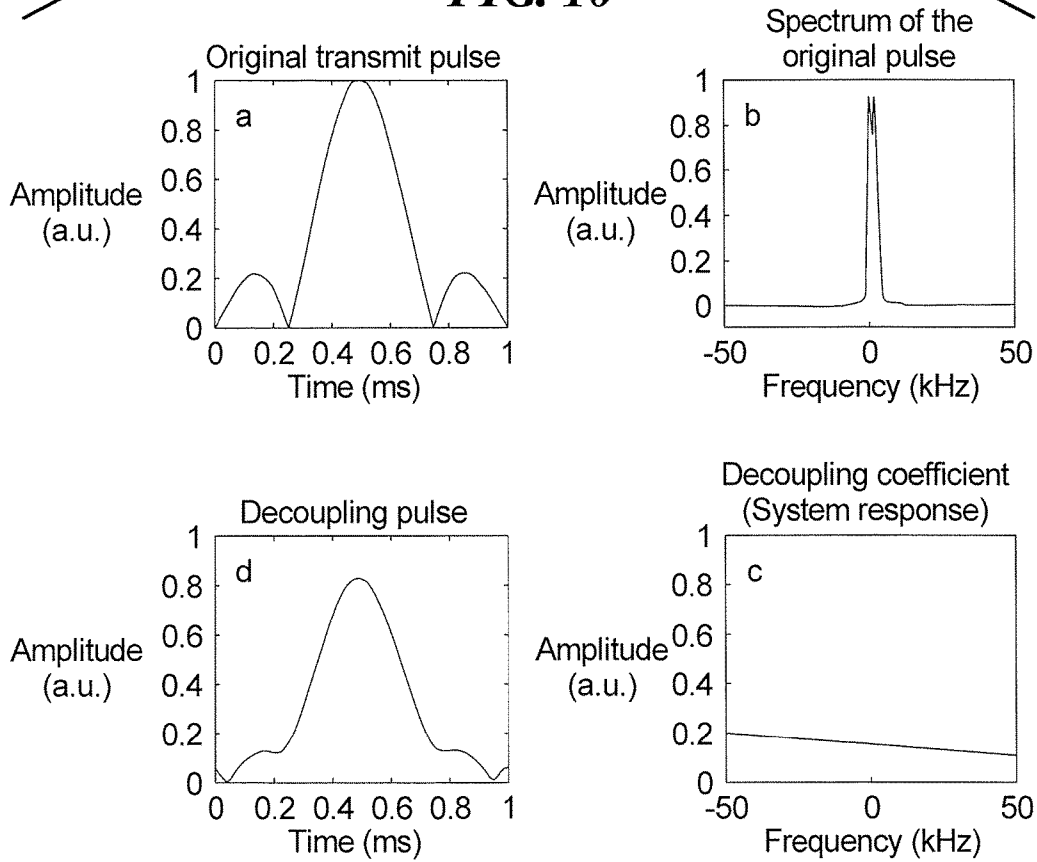 FIG. 10
Original transmit pulse
a
1
0.8
0.6
0.4
0.2
0
Amplitude
(a.u.)
0 0.2 0.4 0.6 0.8 1
Time (ms)
Spectrum of the
original pulse
b
1
0.8
0.6
0.4
0.2
0
Amplitude
(a.u.)
-50 0 50
Frequency (kHz)
Decoupling pulse
d
1
0.8
0.6
0.4
0.2
0
Amplitude
(a.u.)
0 0.2 0.4 0.6 0.8 1
Time (ms)
Decoupling coefficient
(System response)
c
1
0.8
0.6
0.4
0.2
0
Amplitude
(a.u.)
-50 0 50
Frequency (kHz)